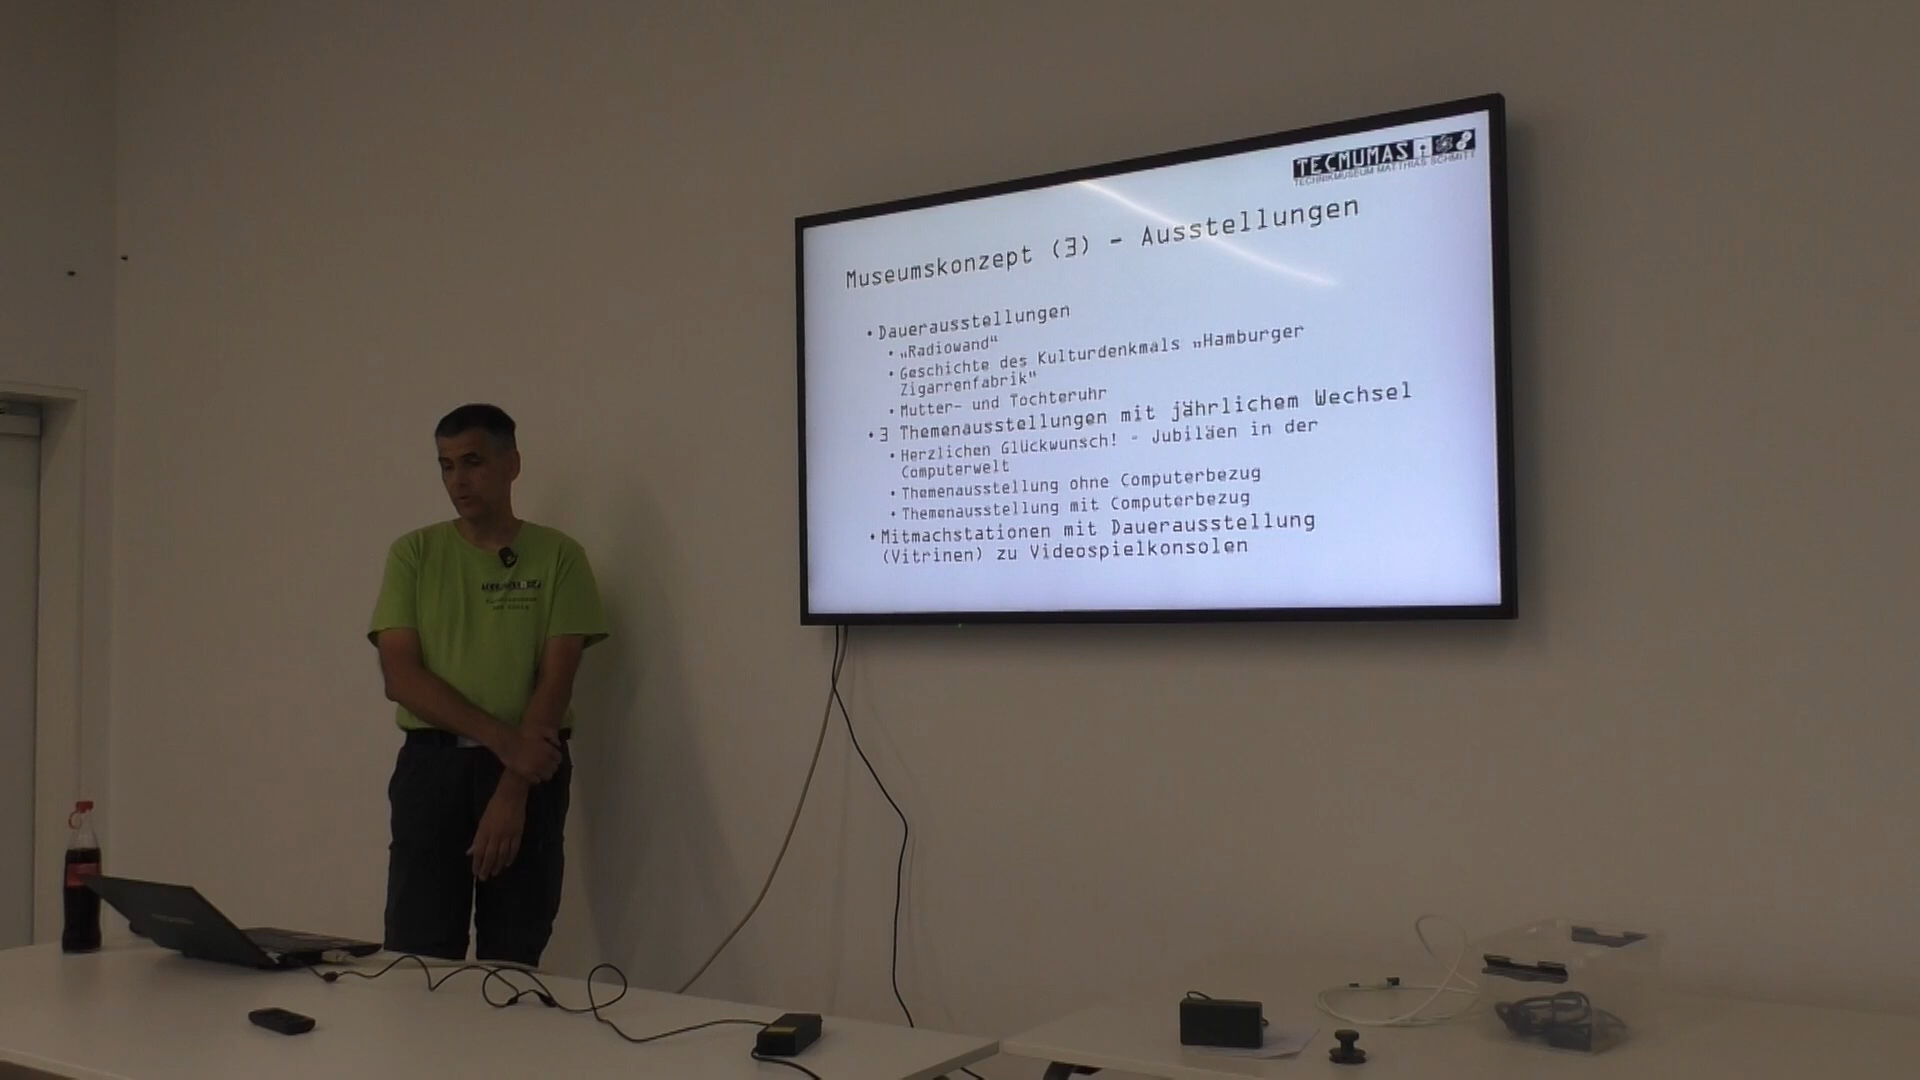 TECMUMAS
TECHNIKMUSEUM MATTHIAS SCHMITT
Museumskonzept (3) - Ausstellungen
• Dauerausstellungen
• „Radiowand“
• Geschichte des Kulturdenkmals „Hamburger
Zigarrenfabrik“
• Mutter- und Tochteruhr
• 3 Themenausstellungen mit jährlichem Wechsel
• Herzlichen Glückwunsch! - Jubiläen in der
Computerwelt
• Themenausstellung ohne Computerbezug
• Themenausstellung mit Computerbezug
• Mitmachstationen mit Dauerausstellung
(Vitrinen) zu Videospielkonsolen